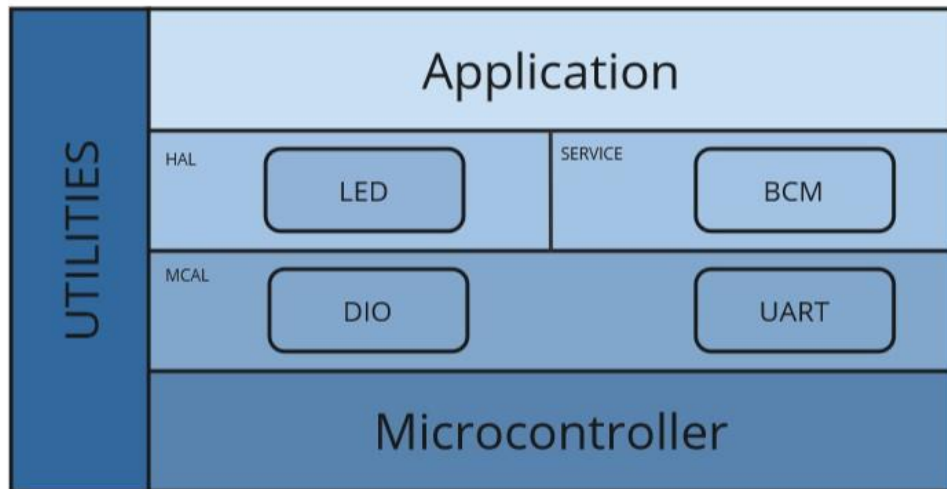 UTILITIES
Application
HAL
LED
SERVICE
BCM
MCAL
DIO
UART
Microcontroller